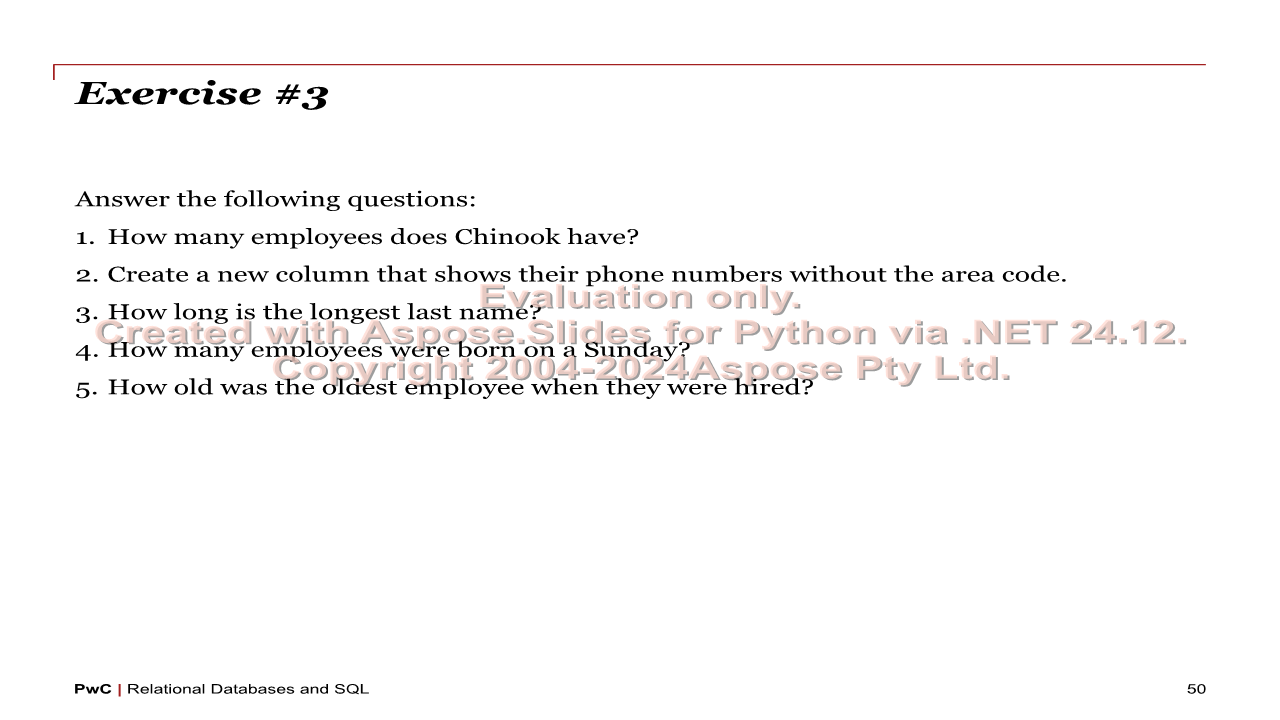 Exercise #3
Answer the following questions:
1. How many employees does Chinook have?
2. Create a new column that shows their phone numbers without the area code.
Evaluation only.
3. How long is the longest last name?
Created with Aspose.Slides for Python via .NET 24.12.
4. How many employees were born on a Sunday?
Copyright 2004-2024Aspose Pty Ltd.
5. How old was the oldest employee when they were hired?
PwC | Relational Databases and SQL
50